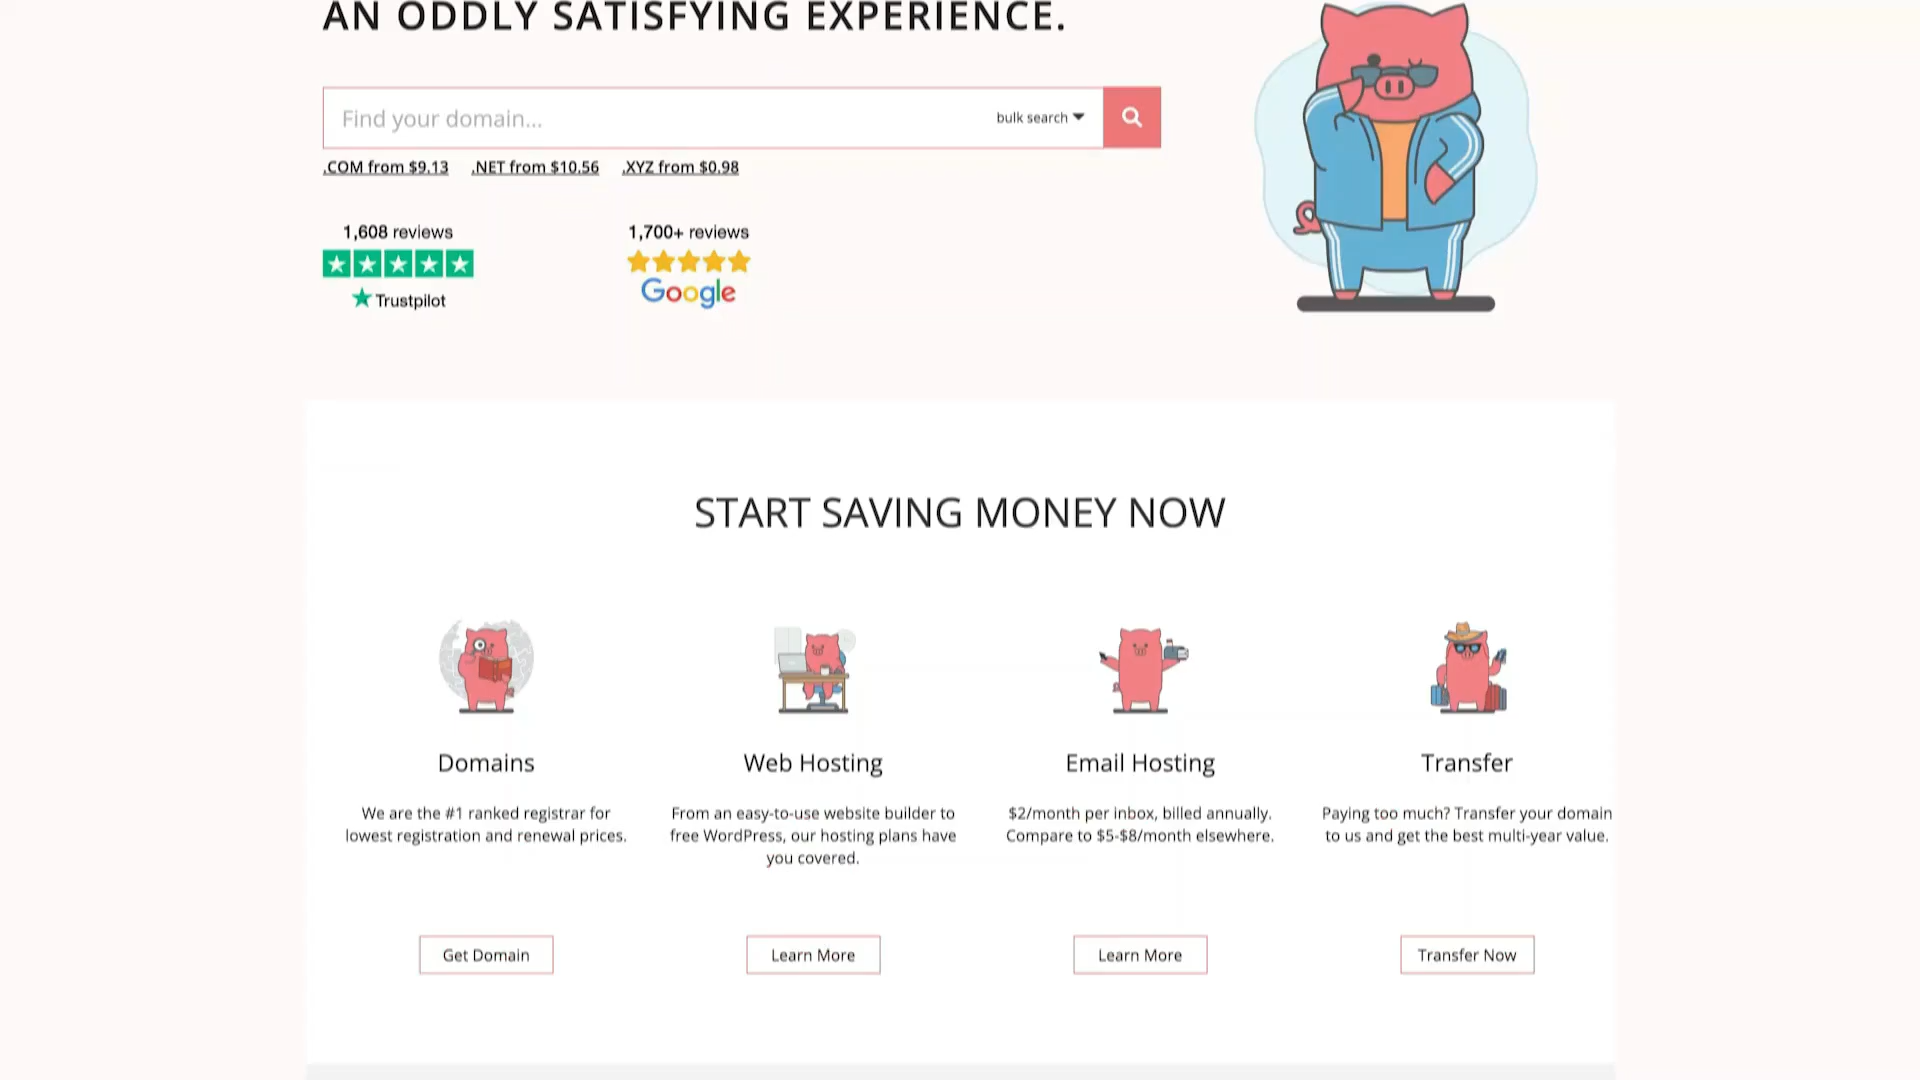 AN ODDLY SATISFYING EXPERIENCE.
Find your domain...
bulk search
.COM from $9.13
.NET from $10.56
.XYZ from $0.98
1,608 reviews
Trustpilot
1,700+ reviews
Google
START SAVING MONEY NOW
Domains
We are the #1 ranked registrar for
lowest registration and renewal prices.
Get Domain
Web Hosting
From an easy-to-use website builder to
free WordPress, our hosting plans have
you covered.
Learn More
Email Hosting
$2/month per inbox, billed annually.
Compare to $5-$8/month elsewhere.
Learn More
Transfer
Paying too much? Transfer your domain
to us and get the best multi-year value.
Transfer Now